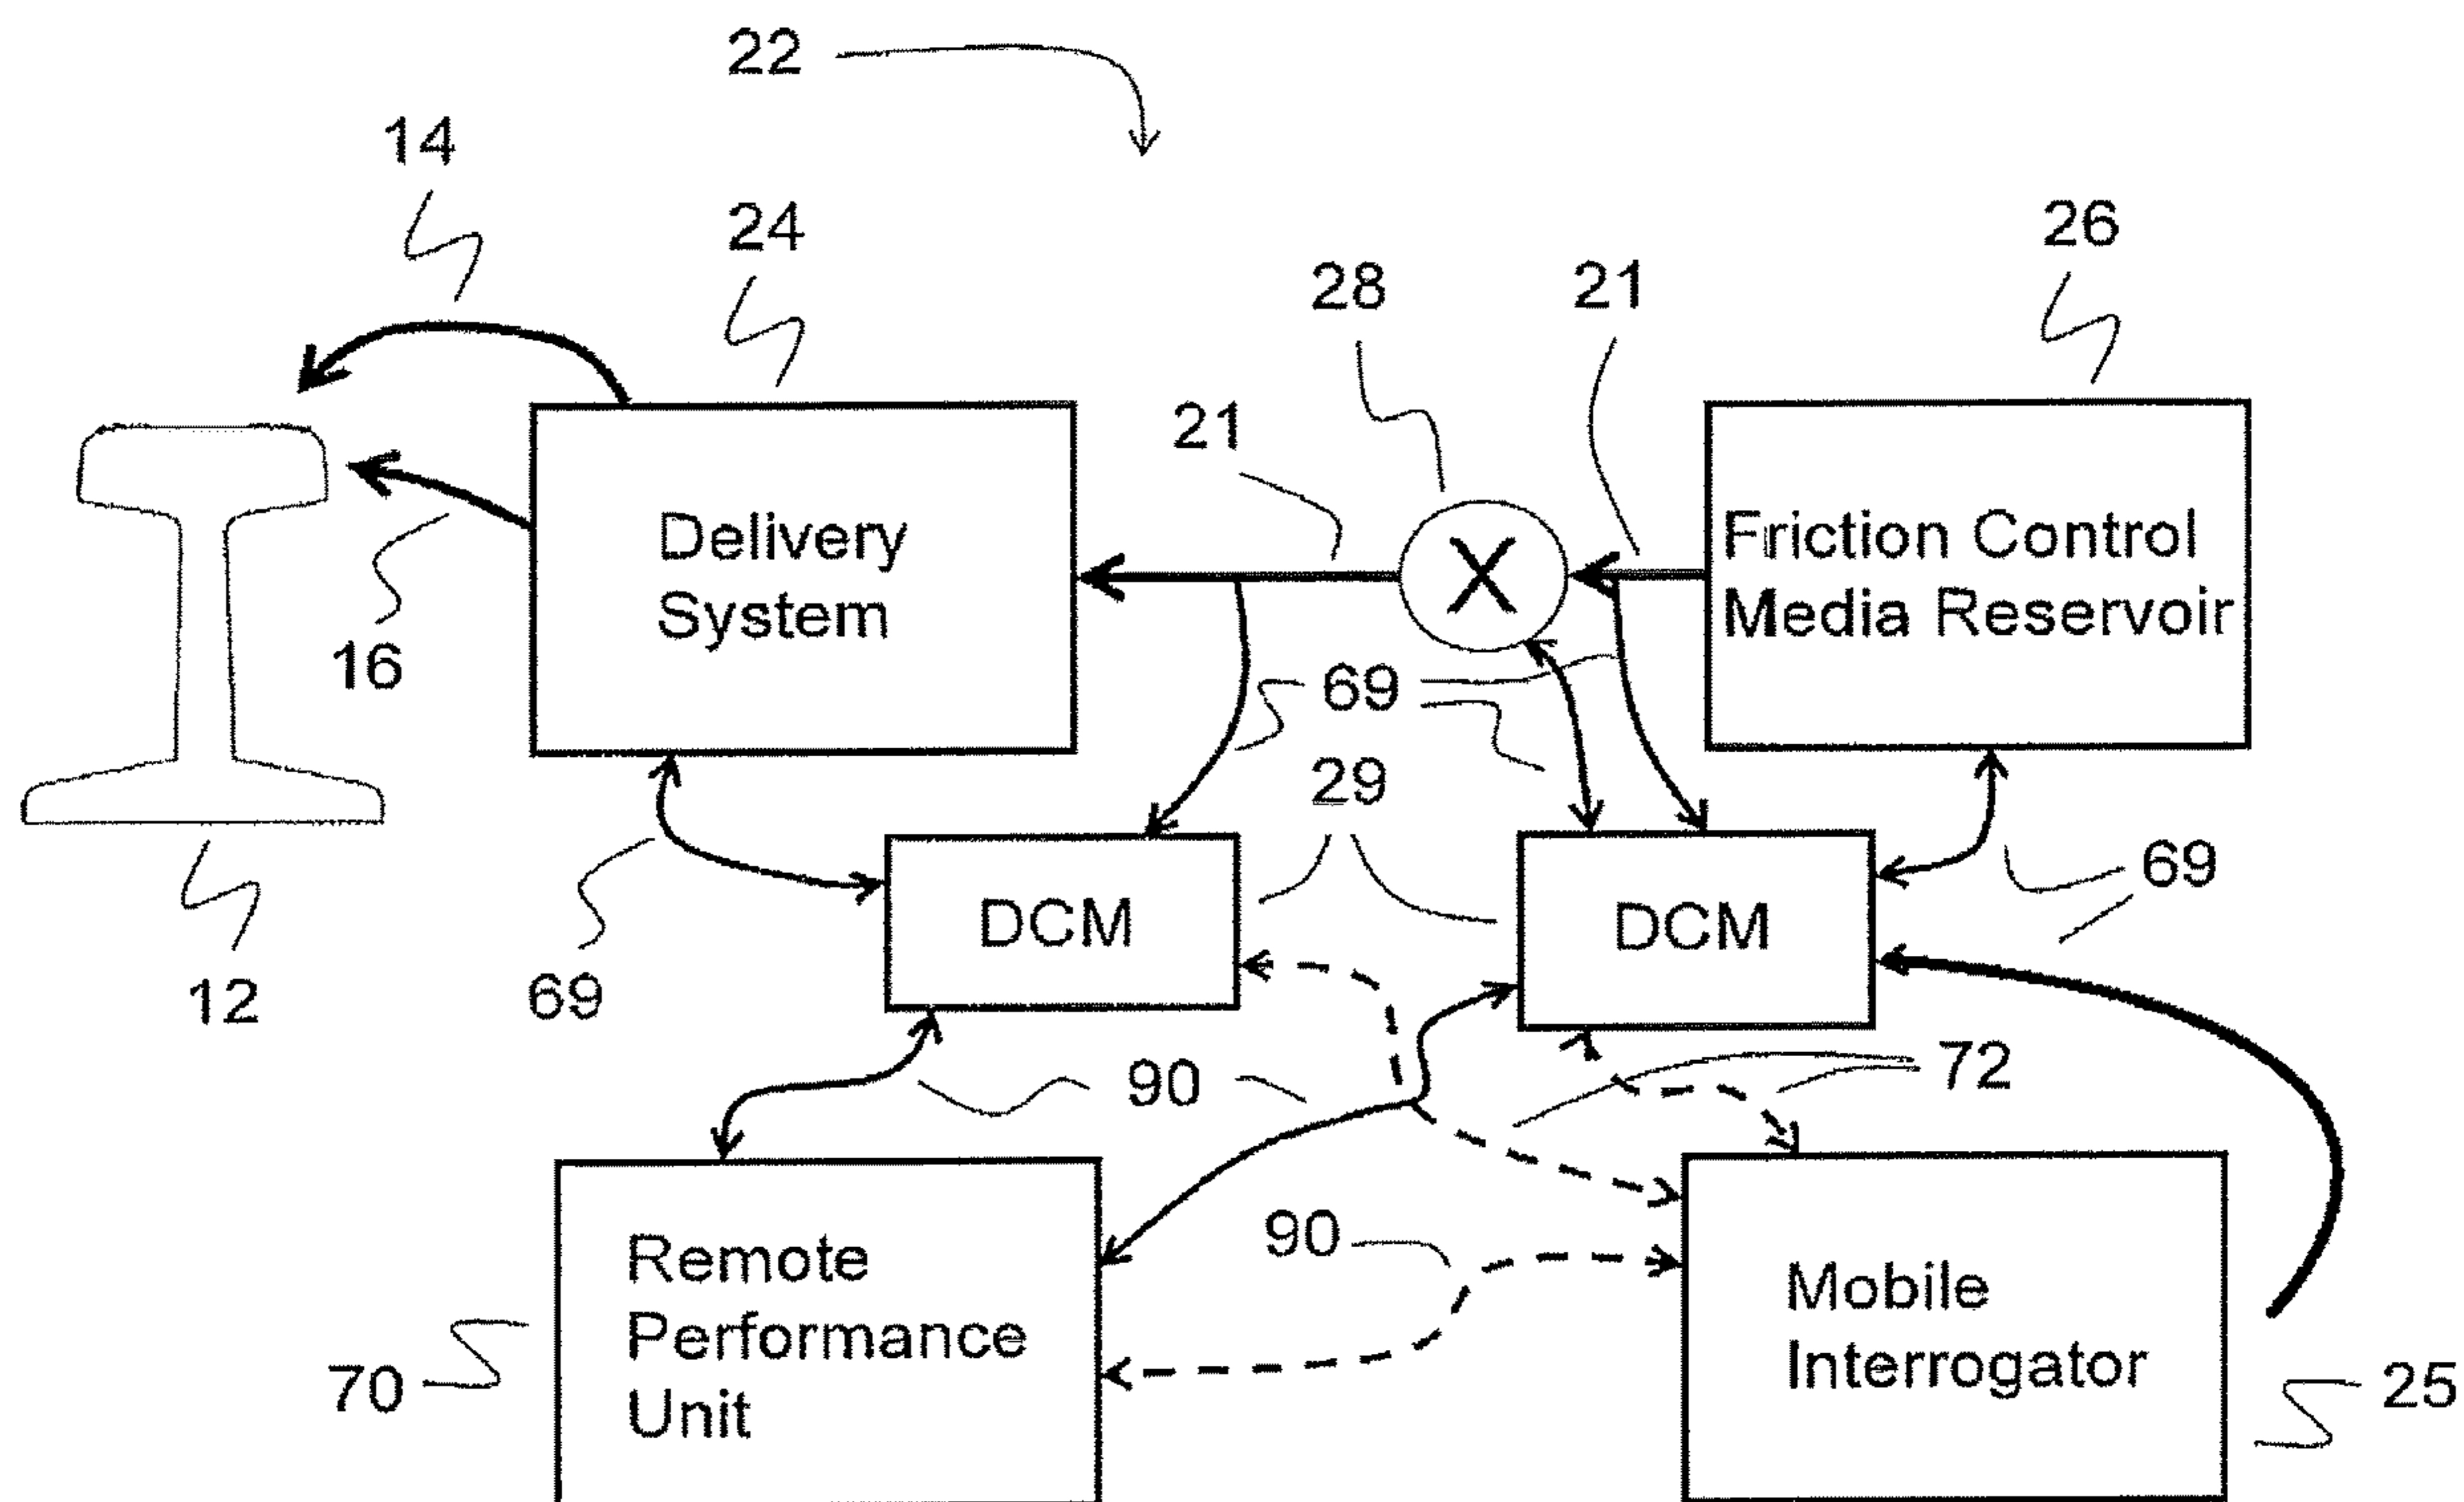 22
14
24
26
28
21
21
Delivery
System
X
Friction Control
Media Reservoir
16
69
29
69
DCM
DCM
69
12
90
72
90
Remote
Performance
Unit
Mobile
Interrogator
70
25